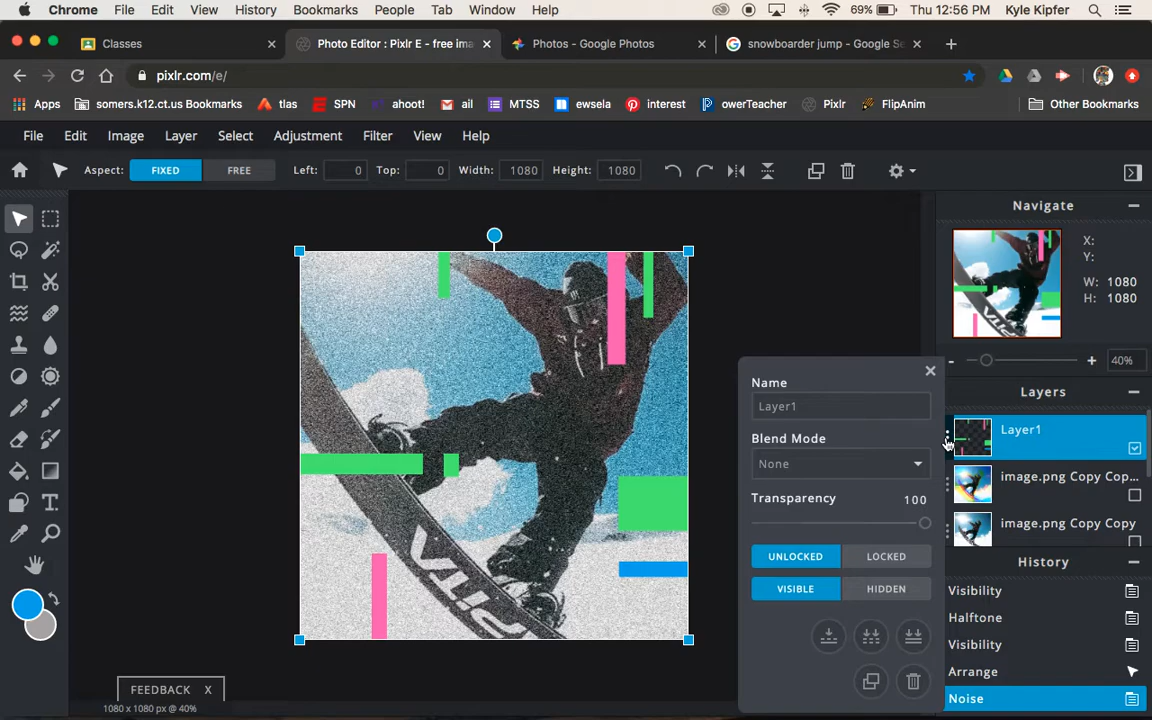 Chrome File Edit View History Bookmarks People Tab Window Help 69% Thu 12:56 PM Kyle Kipfer
Classes Photo Editor : Pixlr E - free ima Photos - Google Photos snowboarder jump - Google Se
pixlr.com/e/
Apps somers.k12.ct.us Bookmarks tlas SPN ahoot! ail MTSS ewsela interest owerTeacher Pixlr FlipAnim Other Bookmarks
File Edit Image Layer Select Adjustment Filter View Help
Aspect: FIXED FREE Left: 0 Top: 0 Width: 1080 Height: 1080
Navigate
X:
Y:
W: 1080
H: 1080
- + 40%
Layers
Name
Layer1
Blend Mode
None
Transparency 100
UNLOCKED LOCKED
VISIBLE HIDDEN
Layer1
image.png Copy Cop...
image.png Copy Copy
History
Visibility
Halftone
Visibility
Arrange
Noise
FEEDBACK X
1080 x 1080 px @ 40%